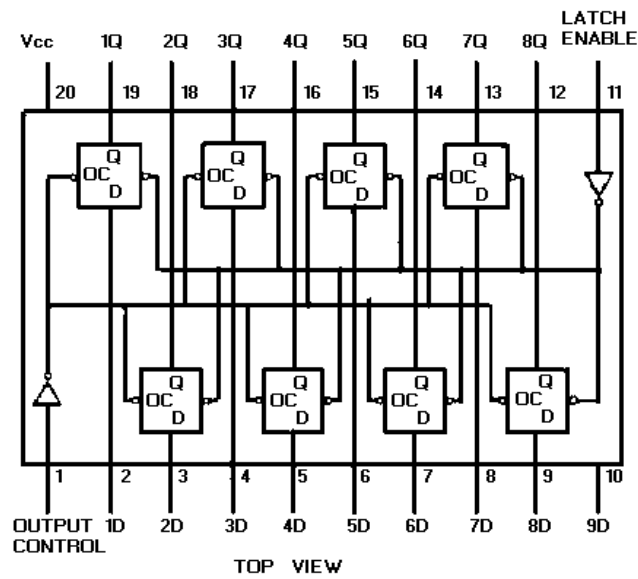 LATCH
ENABLE
Vcc 1Q 2Q 3Q 4Q 5Q 6Q 7Q 8Q
20 19 18 17 16 15 14 13 12 11
Q Q Q Q
OC OC OC OC
D D D D
Q Q Q Q
OC OC OC OC
D D D D
1 2 3 4 5 6 7 8 9 10
OUTPUT
CONTROL
1D 2D 3D 4D 5D 6D 7D 8D 9D
TOP VIEW